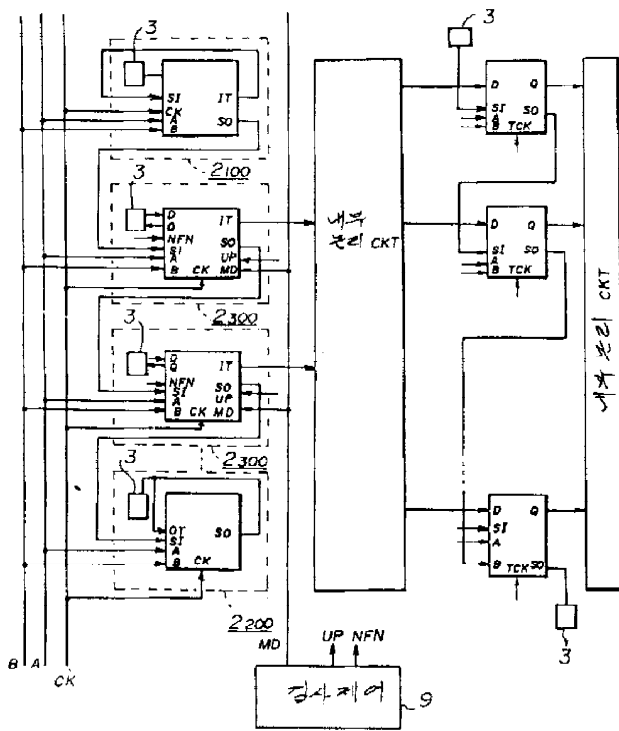 3
SI
CK
A
B
IT
SO
2100
3
D
Q
NFN
SI
A
B
CK
IT
SO
UP
MD
2300
3
D
Q
NFN
SI
A
B
CK
IT
SO
UP
MD
2300
3
OT
SI
A
B
CK
SO
2200
B
A
CK
MD
내부
논리 CKT
UP NFN
검사제어
9
3
D
SI
A
B
TCK
Q
SO
D
SI
A
B
TCK
Q
SO
D
SI
A
B
TCK
Q
SO
3
내부 논리 CKT